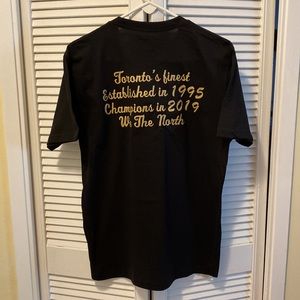 Toronto's finest
Established in 1995
Champions in 2019
We The North